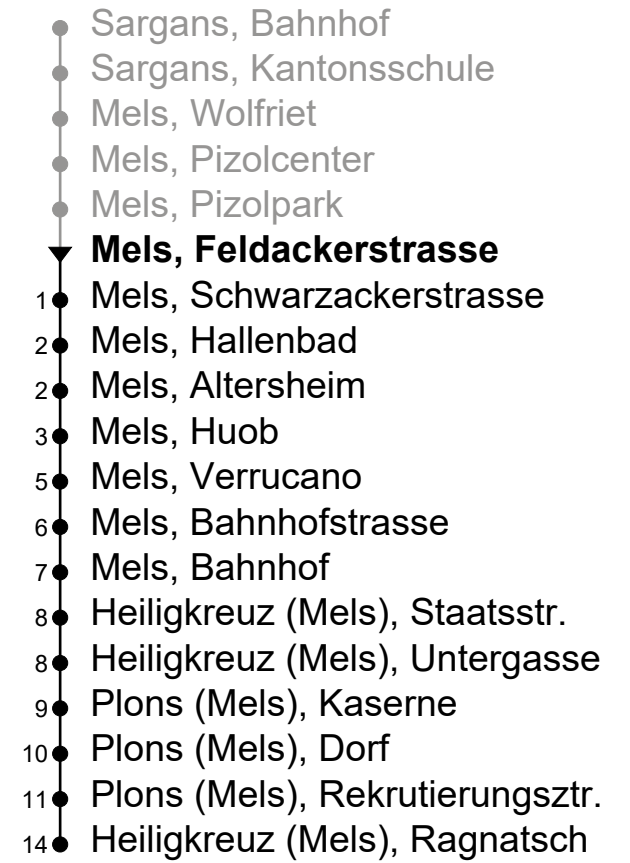 Sargans, Bahnhof
Sargans, Kantonsschule
Mels, Wolfriet
Mels, Pizolcenter
Mels, Pizolpark
Mels, Feldackerstrasse
1 Mels, Schwarzackerstrasse
2 Mels, Hallenbad
2 Mels, Altersheim
3 Mels, Huob
5 Mels, Verrucano
6 Mels, Bahnhofstrasse
7 Mels, Bahnhof
8 Heiligkreuz (Mels), Staatsstr.
8 Heiligkreuz (Mels), Untergasse
9 Plons (Mels), Kaserne
10 Plons (Mels), Dorf
11 Plons (Mels), Rekrutierungsztr.
14 Heiligkreuz (Mels), Ragnatsch